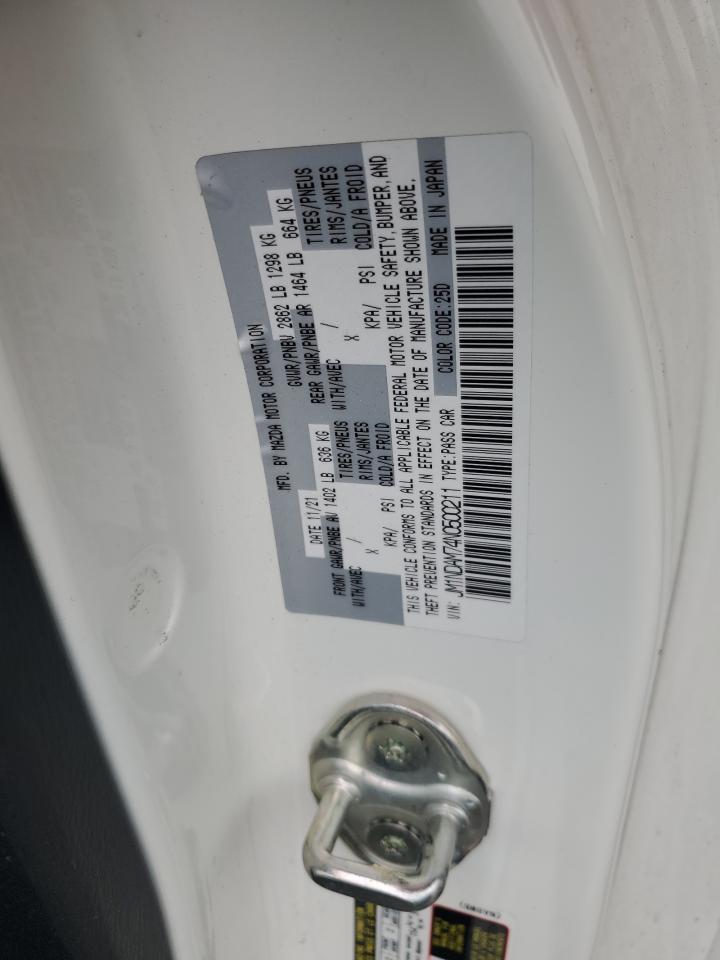 MFD. BY MAZDA MOTOR CORPORATION
DATE 11/21 GVWR/PNBV 2862 LB 1298 KG
FRONT GAWR/PNBE AV 1402 LB 636 KG REAR GAWR/PNBE AR 1464 LB 664 KG
WITH/AVEC / TIRES/PNEUS WITH/AVEC / TIRES/PNEUS
X RIMS/JANTES X RIMS/JANTES
KPA/ PSI COLD/A FROID KPA/ PSI COLD/A FROID
THIS VEHICLE CONFORMS TO ALL APPLICABLE FEDERAL MOTOR VEHICLE SAFETY, BUMPER, AND
THEFT PREVENTION STANDARDS IN EFFECT ON THE DATE OF MANUFACTURE SHOWN ABOVE.
VIN: JM1NDAM74N0500211 TYPE:PASS CAR COLOR CODE:25D MADE IN JAPAN